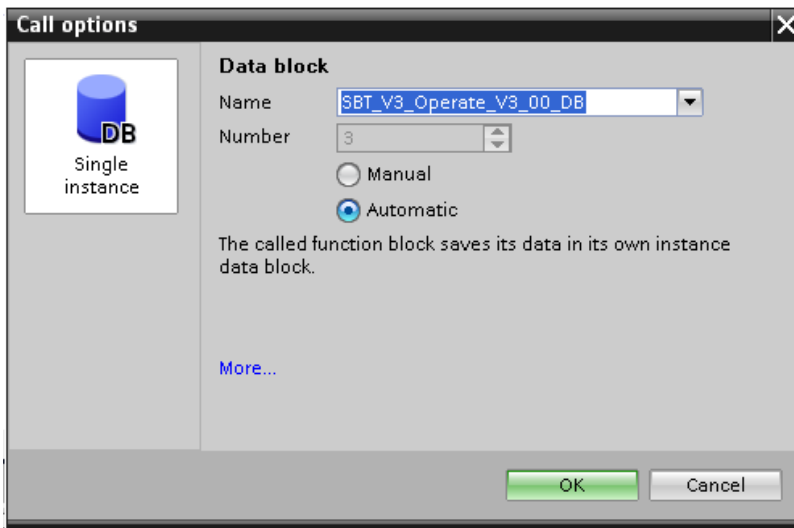 Call options
DB
Single
instance
Data block
Name SBT_V3_Operate_V3_00_DB
Number 3
Manual
Automatic
The called function block saves its data in its own instance
data block.
More...
OK Cancel